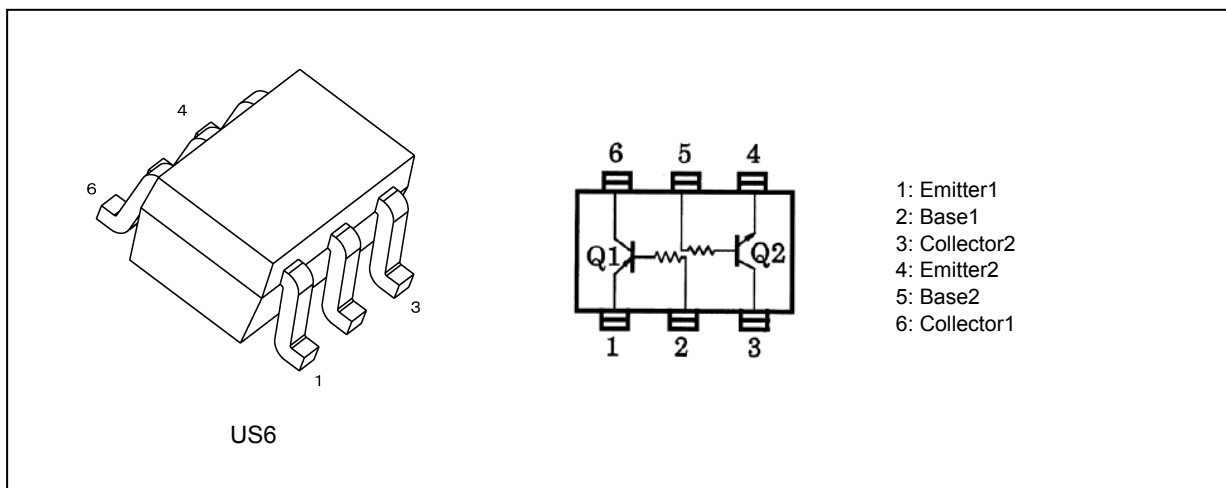 4
6
3
1
US6
6 5 4
Q1 Q2
1 2 3
1: Emitter1
2: Base1
3: Collector2
4: Emitter2
5: Base2
6: Collector1